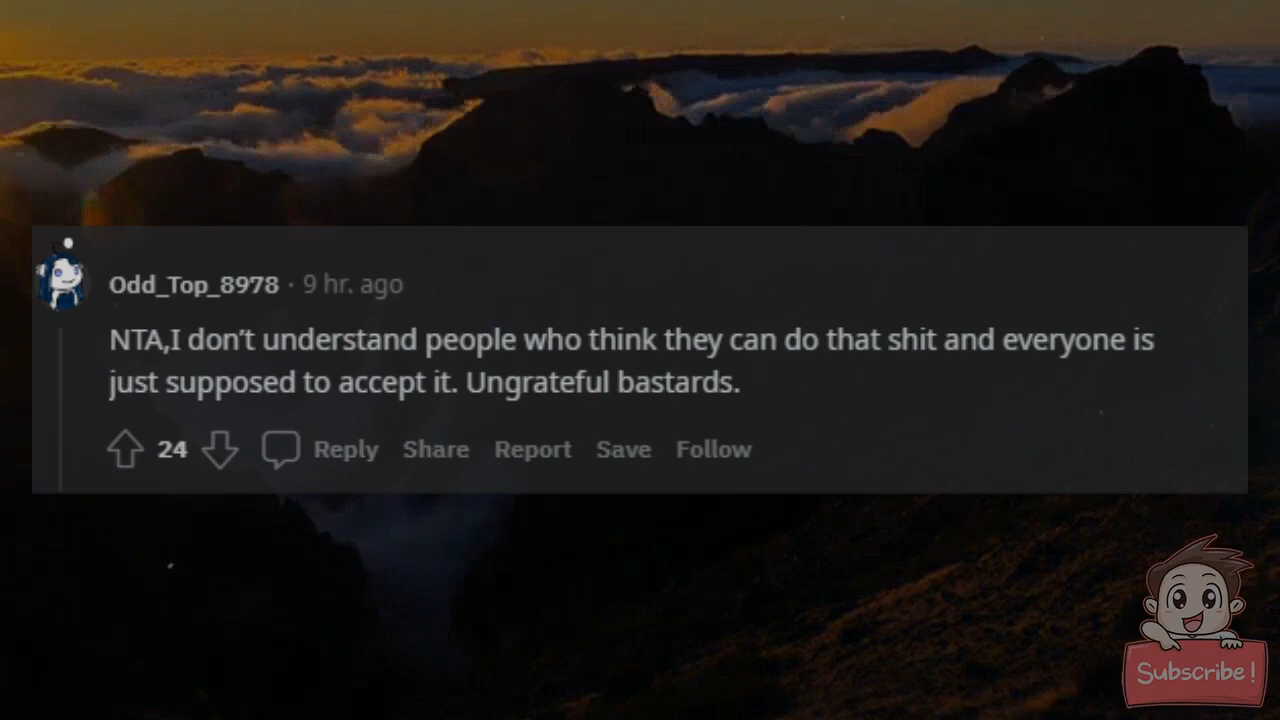 Odd_Top_8978 · 9 hr. ago
NTA,I don't understand people who think they can do that shit and everyone is
just supposed to accept it. Ungrateful bastards.
24 Reply Share Report Save Follow
Subscribe!